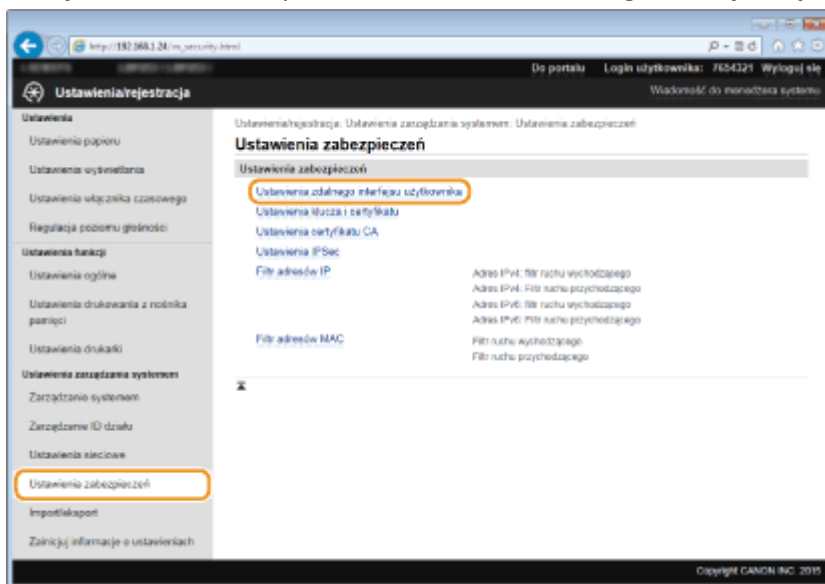 http://192.168.1.24/m_security.html
Do portalu Login użytkownika: 7654321 Wyloguj się
Ustawienia/rejestracja
Wiadomość do menedżera systemu
Ustawienia
Ustawienia papieru
Ustawienia wyświetlania
Ustawienia włącznika czasowego
Regulacja poziomu głośności
Ustawienia funkcji
Ustawienia ogólne
Ustawienia drukowania z nośnika
pamięci
Ustawienia drukarki
Ustawienia zarządzania systemem
Zarządzanie systemem
Zarządzanie ID działu
Ustawienia sieciowe
Ustawienia zabezpieczeń
Import/eksport
Zainicjuj informacje o ustawieniach
Ustawienia/rejestracja: Ustawienia zarządzania systemem: Ustawienia zabezpieczeń
Ustawienia zabezpieczeń
Ustawienia zabezpieczeń
Ustawienia zdalnego interfejsu użytkownika
Ustawienia klucza i certyfikatu
Ustawienia certyfikatu CA
Ustawienia IPSec
Filtr adresów IP
Adres IPv4: filtr ruchu wychodzącego
Adres IPv4: Filtr ruchu przychodzącego
Adres IPv6: filtr ruchu wychodzącego
Adres IPv6: Filtr ruchu przychodzącego
Filtr adresów MAC
Filtr ruchu wychodzącego
Filtr ruchu przychodzącego
Copyright CANON INC. 2015